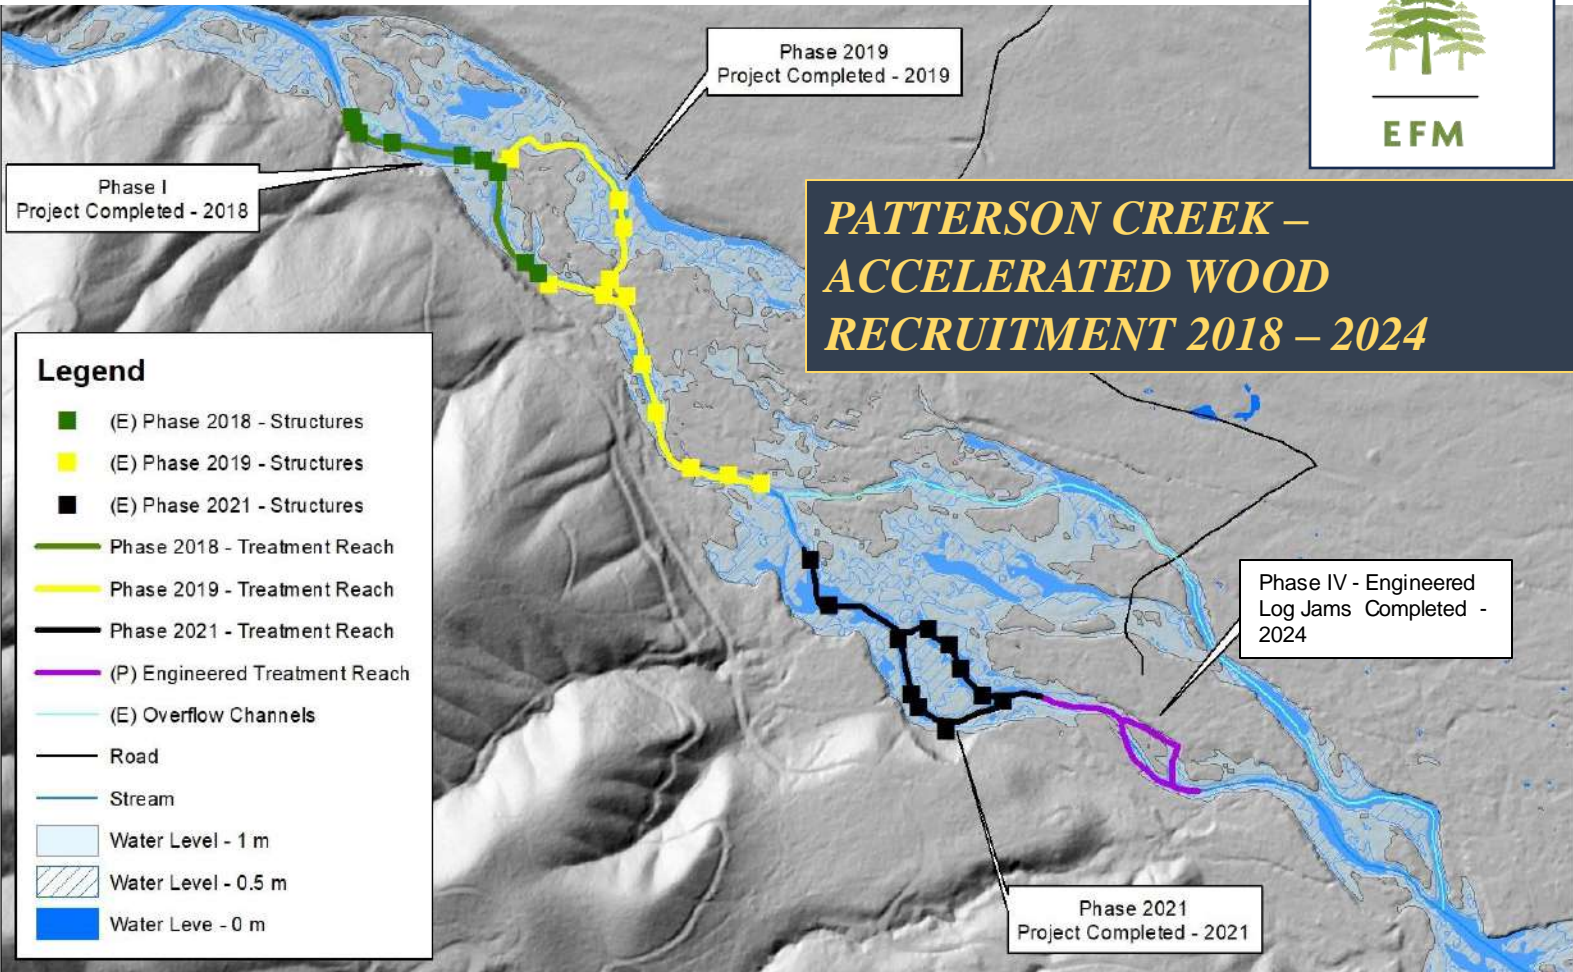 Phase 2019
Project Completed - 2019
EFM
Phase I
Project Completed - 2018
PATTERSON CREEK –
ACCELERATED WOOD
RECRUITMENT 2018 – 2024
Legend
(E) Phase 2018 - Structures
(E) Phase 2019 - Structures
(E) Phase 2021 - Structures
Phase 2018 - Treatment Reach
Phase 2019 - Treatment Reach
Phase 2021 - Treatment Reach
(P) Engineered Treatment Reach
(E) Overflow Channels
Road
Stream
Water Level - 1 m
Water Level - 0.5 m
Water Leve - 0 m
Phase IV - Engineered
Log Jams Completed -
2024
Phase 2021
Project Completed - 2021